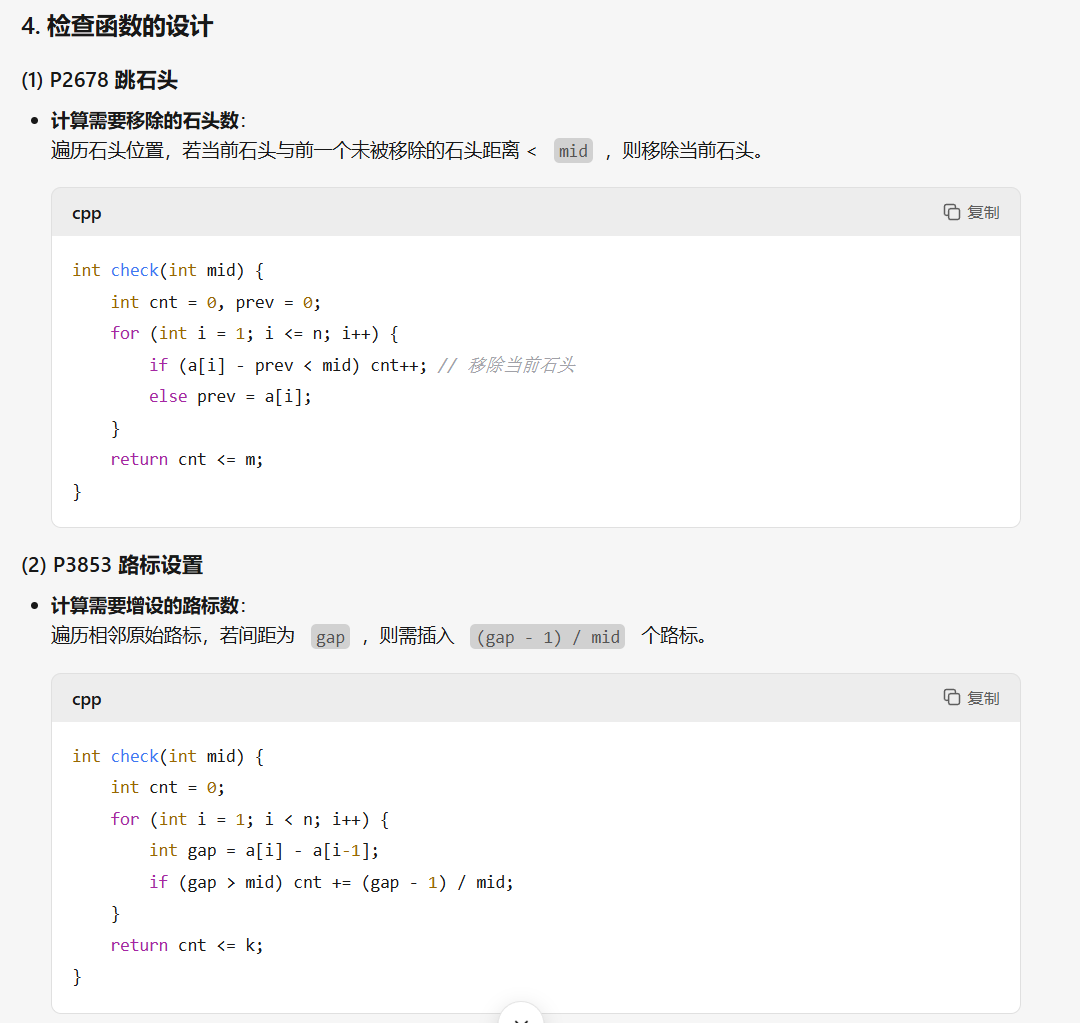 4. 检查函数的设计
(1) P2678 跳石头
• 计算需要移除的石头数：
遍历石头位置，若当前石头与前一个未被移除的石头距离 < mid ，则移除当前石头。
cpp 复制
int check(int mid) {
    int cnt = 0, prev = 0;
    for (int i = 1; i <= n; i++) {
        if (a[i] - prev < mid) cnt++; // 移除当前石头
        else prev = a[i];
    }
    return cnt <= m;
}
(2) P3853 路标设置
• 计算需要增设的路标数：
遍历相邻原始路标，若间距为 gap ，则需插入 (gap - 1) / mid 个路标。
cpp 复制
int check(int mid) {
    int cnt = 0;
    for (int i = 1; i < n; i++) {
        int gap = a[i] - a[i-1];
        if (gap > mid) cnt += (gap - 1) / mid;
    }
    return cnt <= k;
}